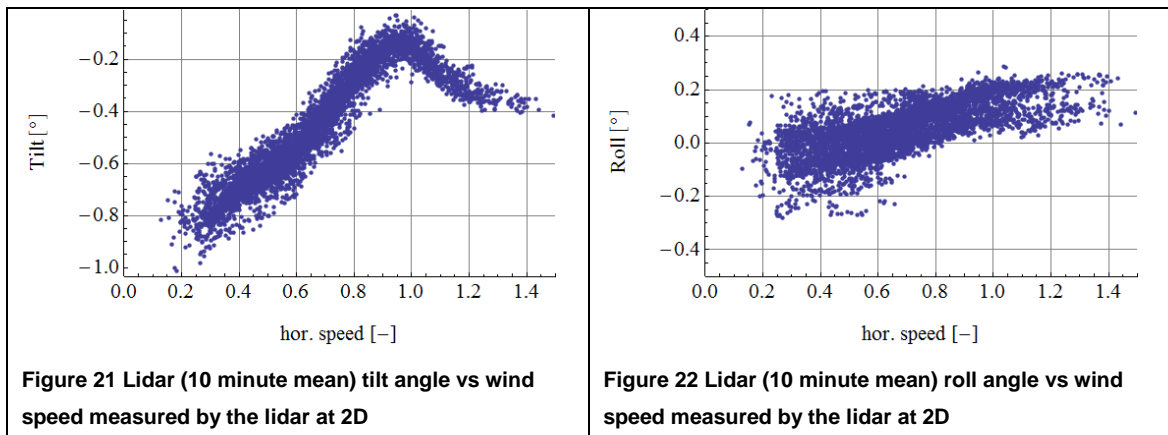 −0.2
−0.4
−0.6
−0.8
−1.0
Tilt [°]
0.0 0.2 0.4 0.6 0.8 1.0 1.2 1.4
hor. speed [−]
Figure 21 Lidar (10 minute mean) tilt angle vs wind
speed measured by the lidar at 2D
0.4
0.2
0.0
−0.2
−0.4
Roll [°]
0.0 0.2 0.4 0.6 0.8 1.0 1.2 1.4
hor. speed [−]
Figure 22 Lidar (10 minute mean) roll angle vs wind
speed measured by the lidar at 2D